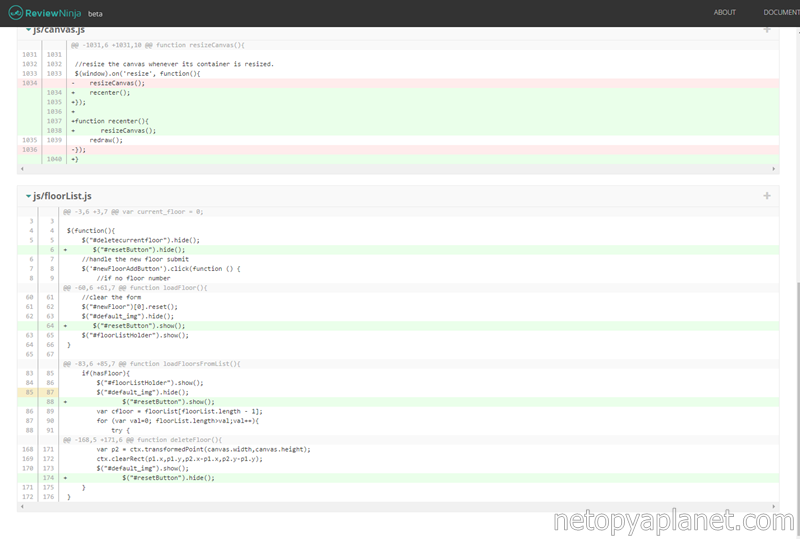 ReviewNinja beta ABOUT DOCUMENT
js/canvas.js
@@ -1031,6 +1031,10 @@ function resizeCanvas(){
1031 1031
1032 1032 //resize the canvas whenever its container is resized.
1033 1033 $(window).on('resize', function(){
1034 - resizeCanvas();
1034 + recenter();
1035 +});
1036 +
1037 +function recenter(){
1038 + resizeCanvas();
1035 1039 redraw();
1036 -});
1040 +}
js/floorList.js
@@ -3,6 +3,7 @@ var current_floor = 0;
3 3
4 4 $(function(){
5 5 $("#deletecurrentfloor").hide();
6 + $("#resetButton").hide();
6 7 //handle the new floor submit
7 8 $('#newFloorAddButton').click(function () {
8 9 //if no floor number
@@ -60,6 +61,7 @@ function loadFloor(){
60 61 //clear the form
61 62 $("#newFloor")[0].reset();
62 63 $("#default_img").hide();
64 + $("#resetButton").show();
63 65 $("#floorListHolder").show();
64 66 }
65 67
@@ -83,6 +85,7 @@ function loadFloorsFromList(){
83 85 if(hasFloor){
84 86 $("#floorListHolder").show();
85 87 $("#default_img").hide();
88 + $("#resetButton").show();
86 89 var cfloor = floorList[floorList.length - 1];
87 90 for (var val=0; floorList.length>val;val++){
88 91 try {
@@ -168,5 +171,6 @@ function deleteFloor(){
168 171 var p2 = ctx.transformedPoint(canvas.width,canvas.height);
169 172 ctx.clearRect(p1.x,p1.y,p2.x-p1.x,p2.y-p1.y);
170 173 $("#default_img").show();
174 + $("#resetButton").hide();
171 175 }
172 176 }
netopyaplanet.com